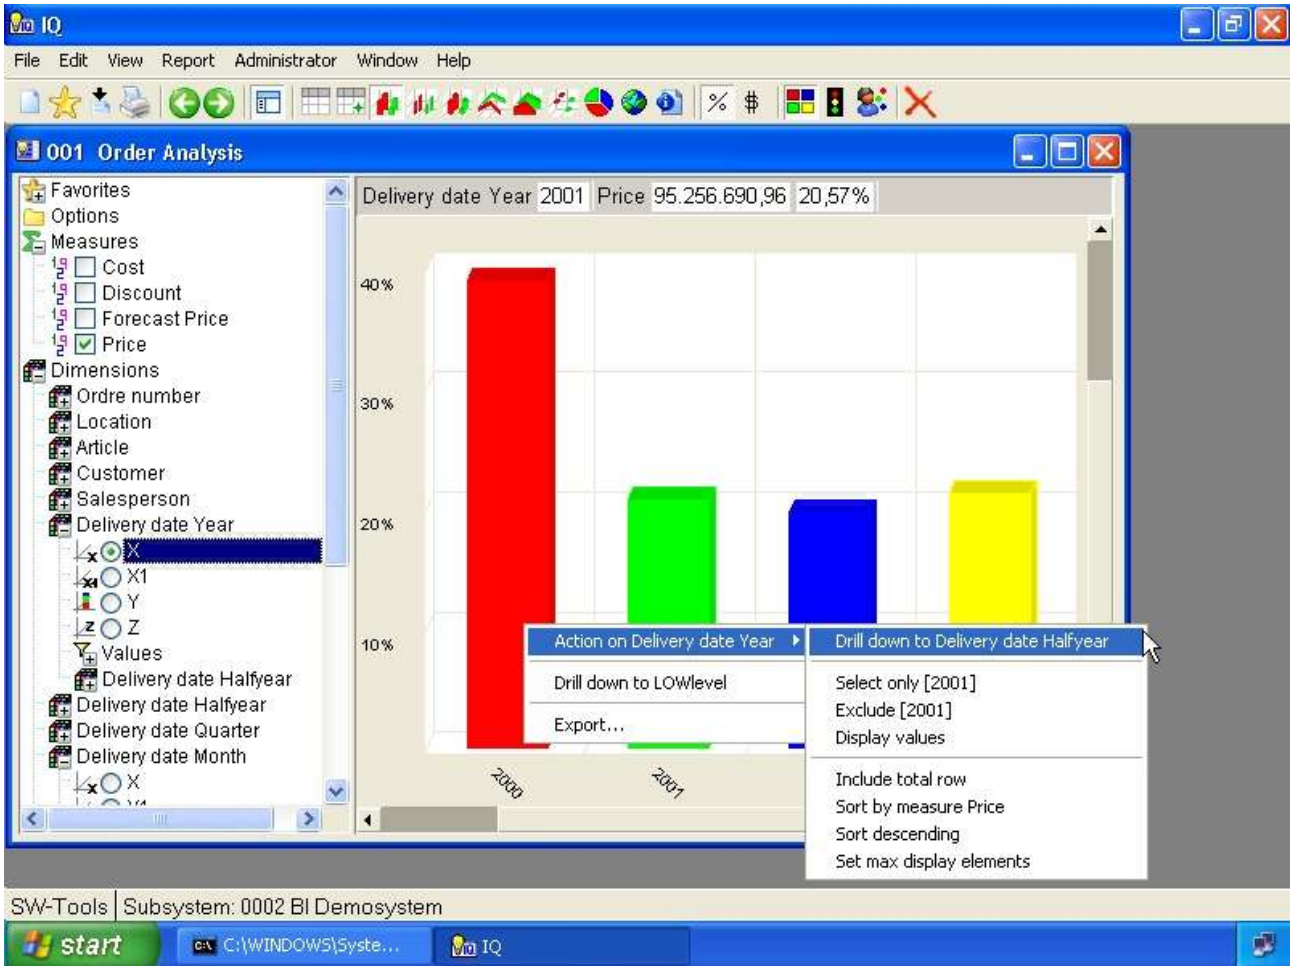 IQ
File Edit View Report Administrator Window Help
% $
001 Order Analysis
Favorites
Options
Measures
Cost
Discount
Forecast Price
Price
Dimensions
Ordre number
Location
Article
Customer
Salesperson
Delivery date Year
X
X1
Y
Z
Values
Delivery date Halfyear
Delivery date Halfyear
Delivery date Quarter
Delivery date Month
X
Delivery date Year 2001 Price 95.256.690,96 20,57%
40%
30%
20%
10%
2000
2001
Action on Delivery date Year
Drill down to LOWlevel
Export...
Drill down to Delivery date Halfyear
Select only [2001]
Exclude [2001]
Display values
Include total row
Sort by measure Price
Sort descending
Set max display elements
SW-Tools Subsystem: 0002 BI Demosystem
start C:\WINDOWS\Syste... IQ